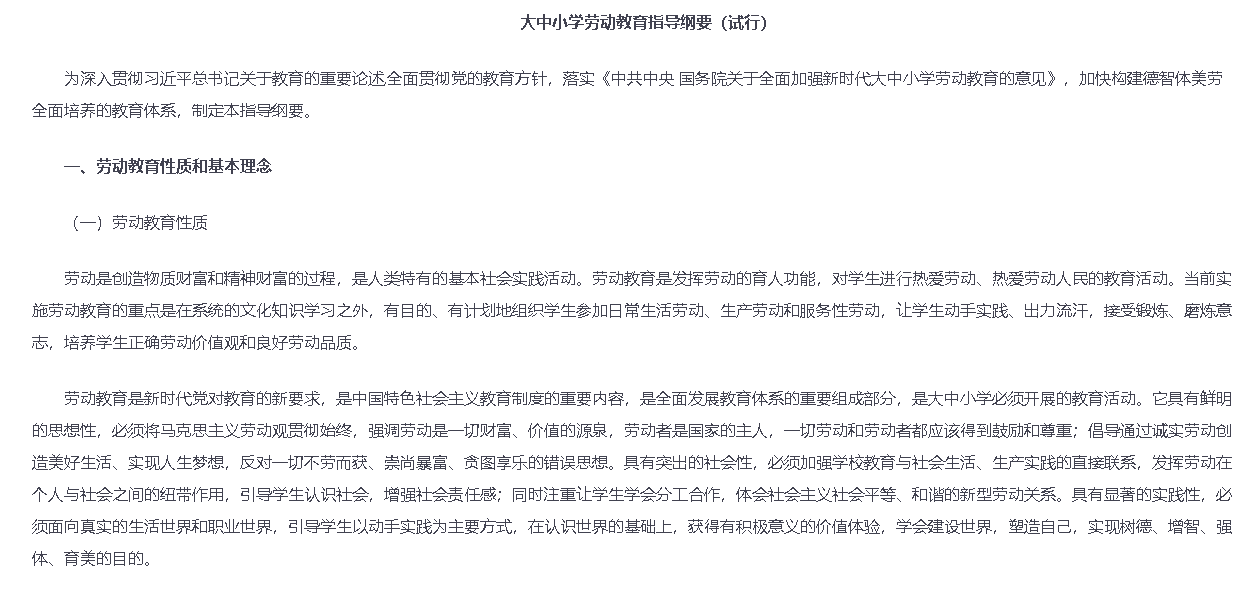 大中小学劳动教育指导纲要（试行）
为深入贯彻习近平总书记关于教育的重要论述,全面贯彻党的教育方针，落实《中共中央 国务院关于全面加强新时代大中小学劳动教育的意见》，加快构建德智体美劳
全面培养的教育体系，制定本指导纲要。
一、劳动教育性质和基本理念
（一）劳动教育性质
劳动是创造物质财富和精神财富的过程，是人类特有的基本社会实践活动。劳动教育是发挥劳动的育人功能，对学生进行热爱劳动、热爱劳动人民的教育活动。当前实
施劳动教育的重点是在系统的文化知识学习之外，有目的、有计划地组织学生参加日常生活劳动、生产劳动和服务性劳动，让学生动手实践、出力流汗，接受锻炼、磨炼意
志，培养学生正确劳动价值观和良好劳动品质。
劳动教育是新时代党对教育的新要求，是中国特色社会主义教育制度的重要内容，是全面发展教育体系的重要组成部分，是大中小学必须开展的教育活动。它具有鲜明
的思想性，必须将马克思主义劳动观贯彻始终，强调劳动是一切财富、价值的源泉，劳动者是国家的主人，一切劳动和劳动者都应该得到鼓励和尊重；倡导通过诚实劳动创
造美好生活、实现人生梦想，反对一切不劳而获、崇尚暴富、贪图享乐的错误思想。具有突出的社会性，必须加强学校教育与社会生活、生产实践的直接联系，发挥劳动在
个人与社会之间的纽带作用，引导学生认识社会，增强社会责任感；同时注重让学生学会分工合作，体会社会主义社会平等、和谐的新型劳动关系。具有显著的实践性，必
须面向真实的生活世界和职业世界，引导学生以动手实践为主要方式，在认识世界的基础上，获得有积极意义的价值体验，学会建设世界，塑造自己，实现树德、增智、强
体、育美的目的。